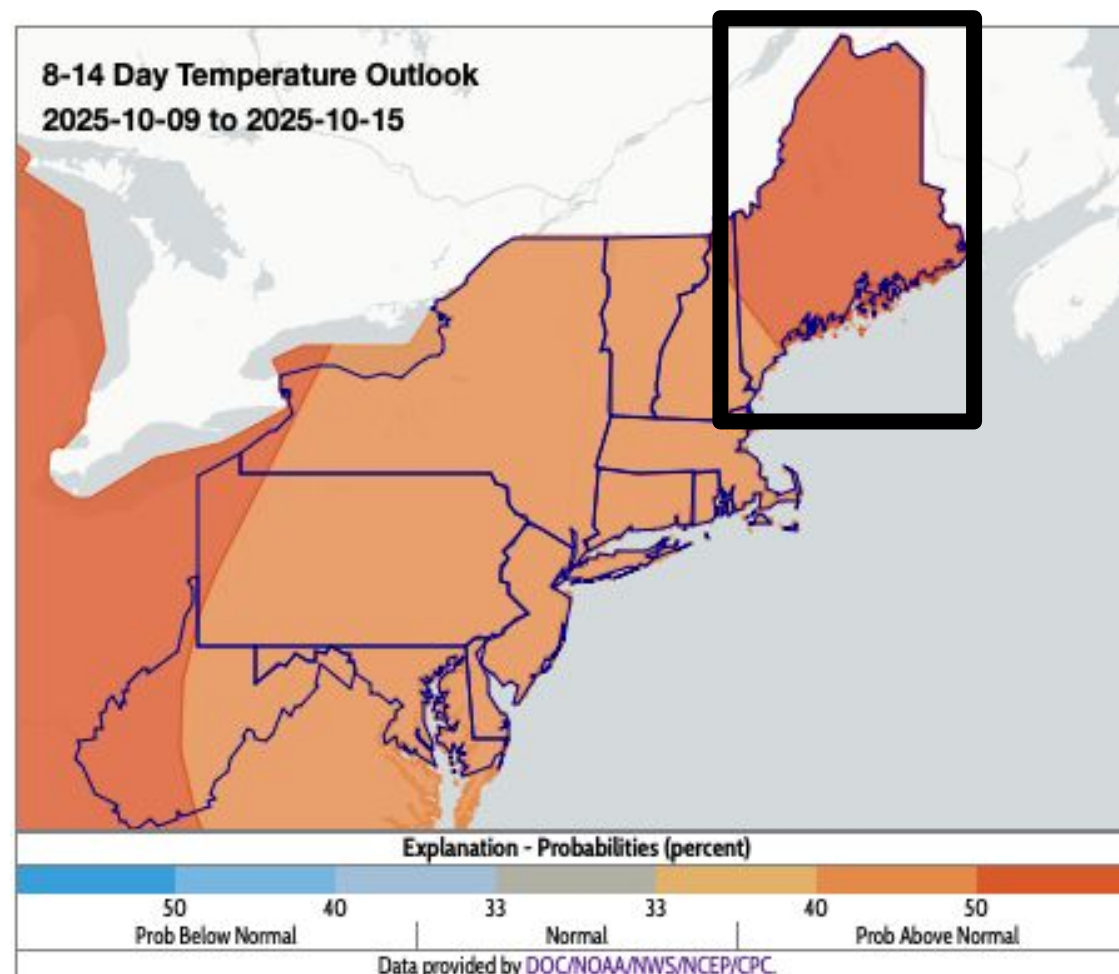 8-14 Day Temperature Outlook
2025-10-09 to 2025-10-15
Explanation - Probabilities (percent)
50 40 33 33 40 50
Prob Below Normal Normal Prob Above Normal
Data provided by DOC/NOAA/NWS/NCEP/CPC.